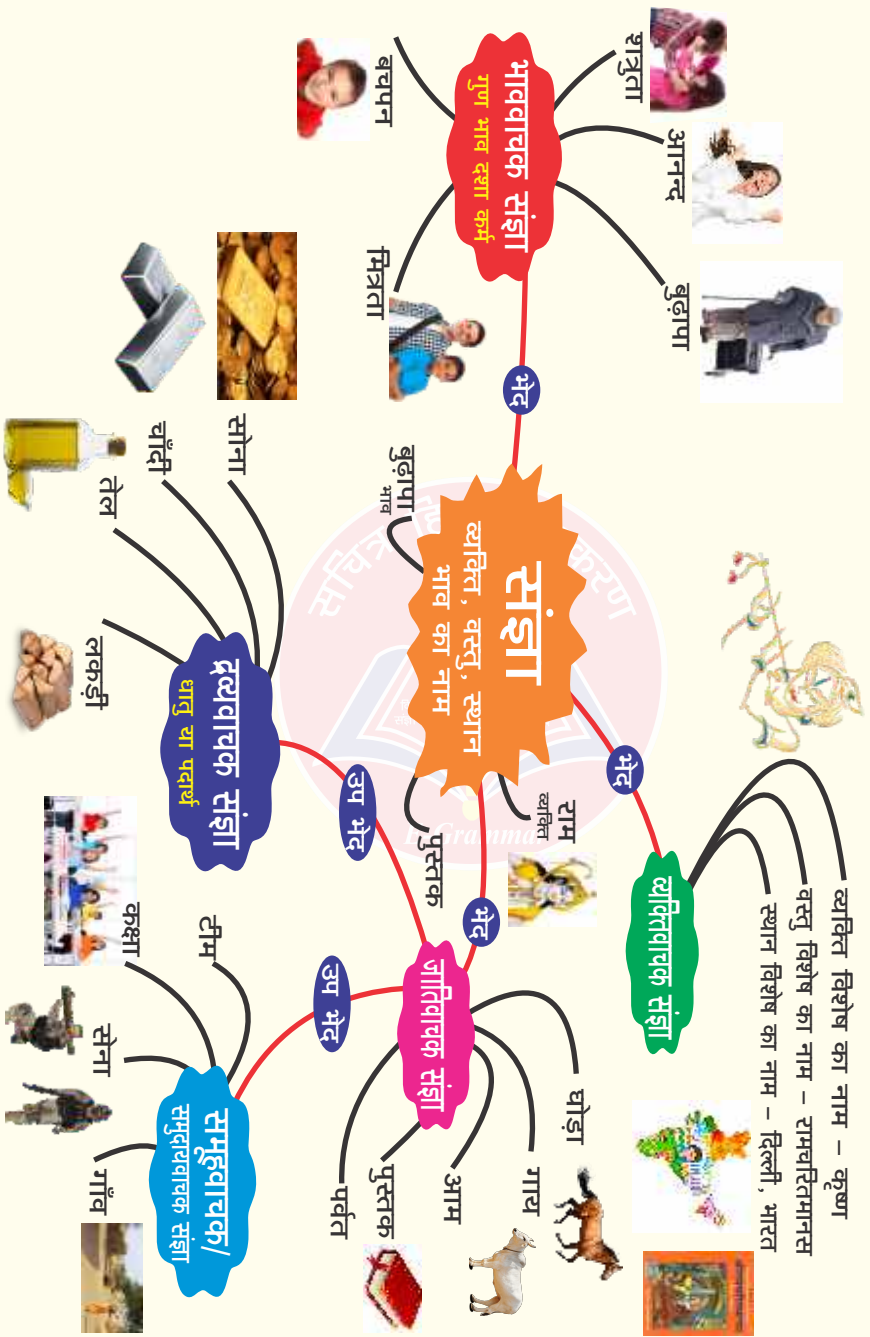 संज्ञा
व्यक्ति, वस्तु, स्थान
भाव का नाम
बुढ़ापा
भाव
राम
व्यक्ति
पुस्तक
भेद
व्यक्तिवाचक संज्ञा
व्यक्ति विशेष का नाम – कृष्ण
वस्तु विशेष का नाम – रामचरितमानस
स्थान विशेष का नाम – दिल्ली, भारत
भेद
जातिवाचक संज्ञा
घोड़ा
गाय
आम
पुस्तक
पर्वत
उप भेद
समूहवाचक/
समुदायवाचक संज्ञा
टीम
कक्षा
सेना
गाँव
उप भेद
द्रव्यवाचक संज्ञा
धातु या पदार्थ
सोना
चाँदी
तेल
लकड़ी
भेद
भाववाचक संज्ञा
गुण भाव दशा कर्म
शत्रुता
आनन्द
बुढ़ापा
बचपन
मित्रता
सचित्र
Grammar